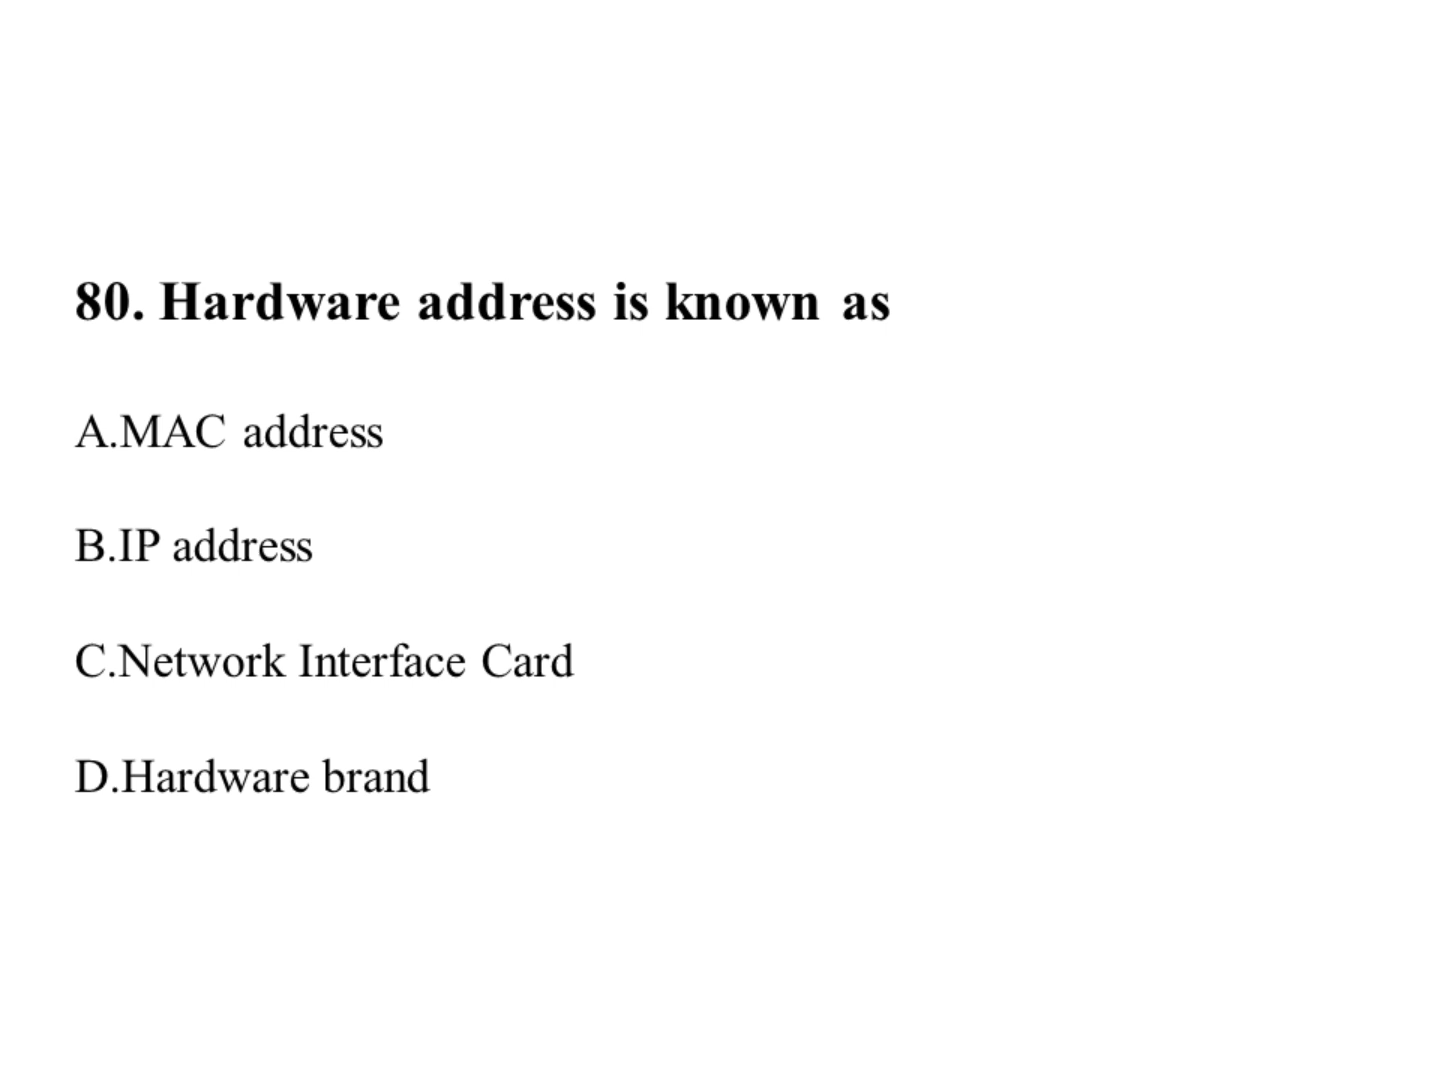 80. Hardware address is known as
A.MAC address
B.IP address
C.Network Interface Card
D.Hardware brand